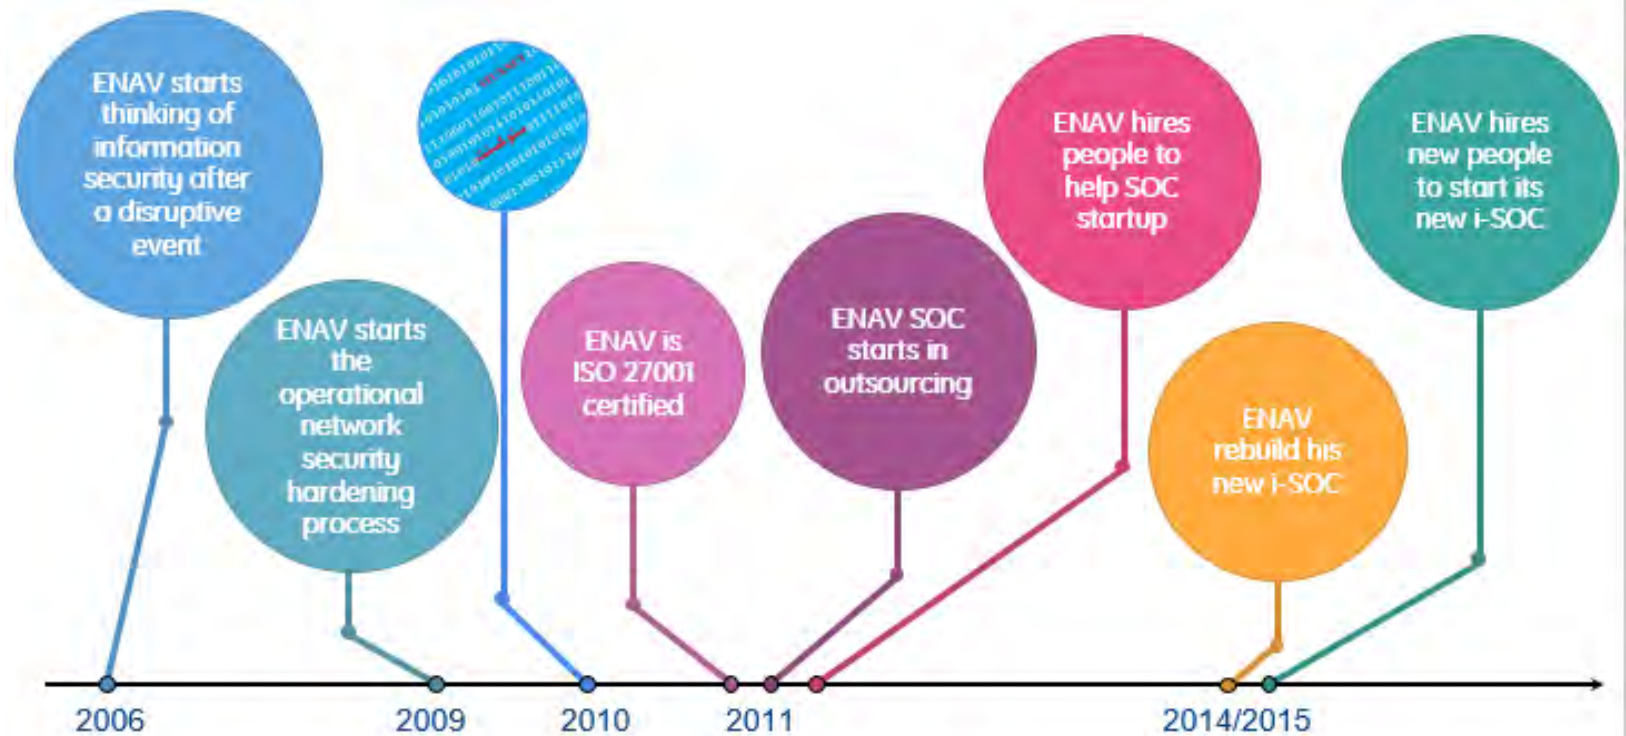 ENAV starts
thinking of
information
security after
a disruptive
event
ENAV starts
the
operational
network
security
hardening
process
ENAV is
ISO 27001
certified
ENAV SOC
starts in
outsourcing
ENAV hires
people to
help SOC
startup
ENAV
rebuild his
new i-SOC
ENAV hires
new people
to start its
new i-SOC
2006
2009
2010
2011
2014/2015